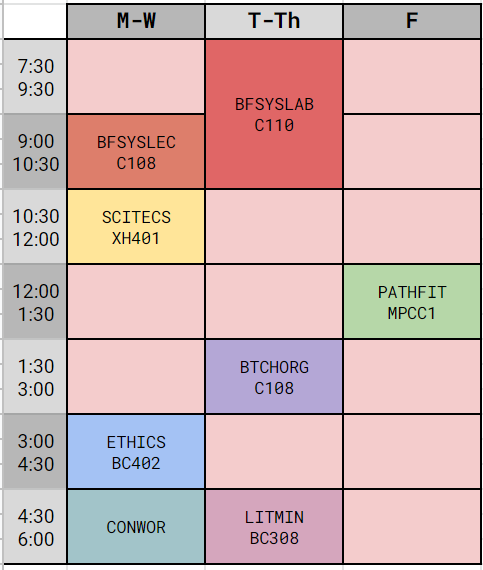 M-W T-Th F
7:30
9:30
BFSYSLAB
C110
9:00
10:30
BFSYSLEC
C108
10:30
12:00
SCITECS
XH401
12:00
1:30
PATHFIT
MPCC1
1:30
3:00
BTCHORG
C108
3:00
4:30
ETHICS
BC402
4:30
6:00
CONWOR
LITMIN
BC308